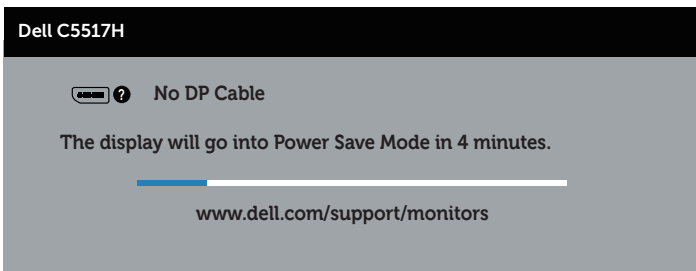 Dell C5517H
? No DP Cable
The display will go into Power Save Mode in 4 minutes.
www.dell.com/support/monitors